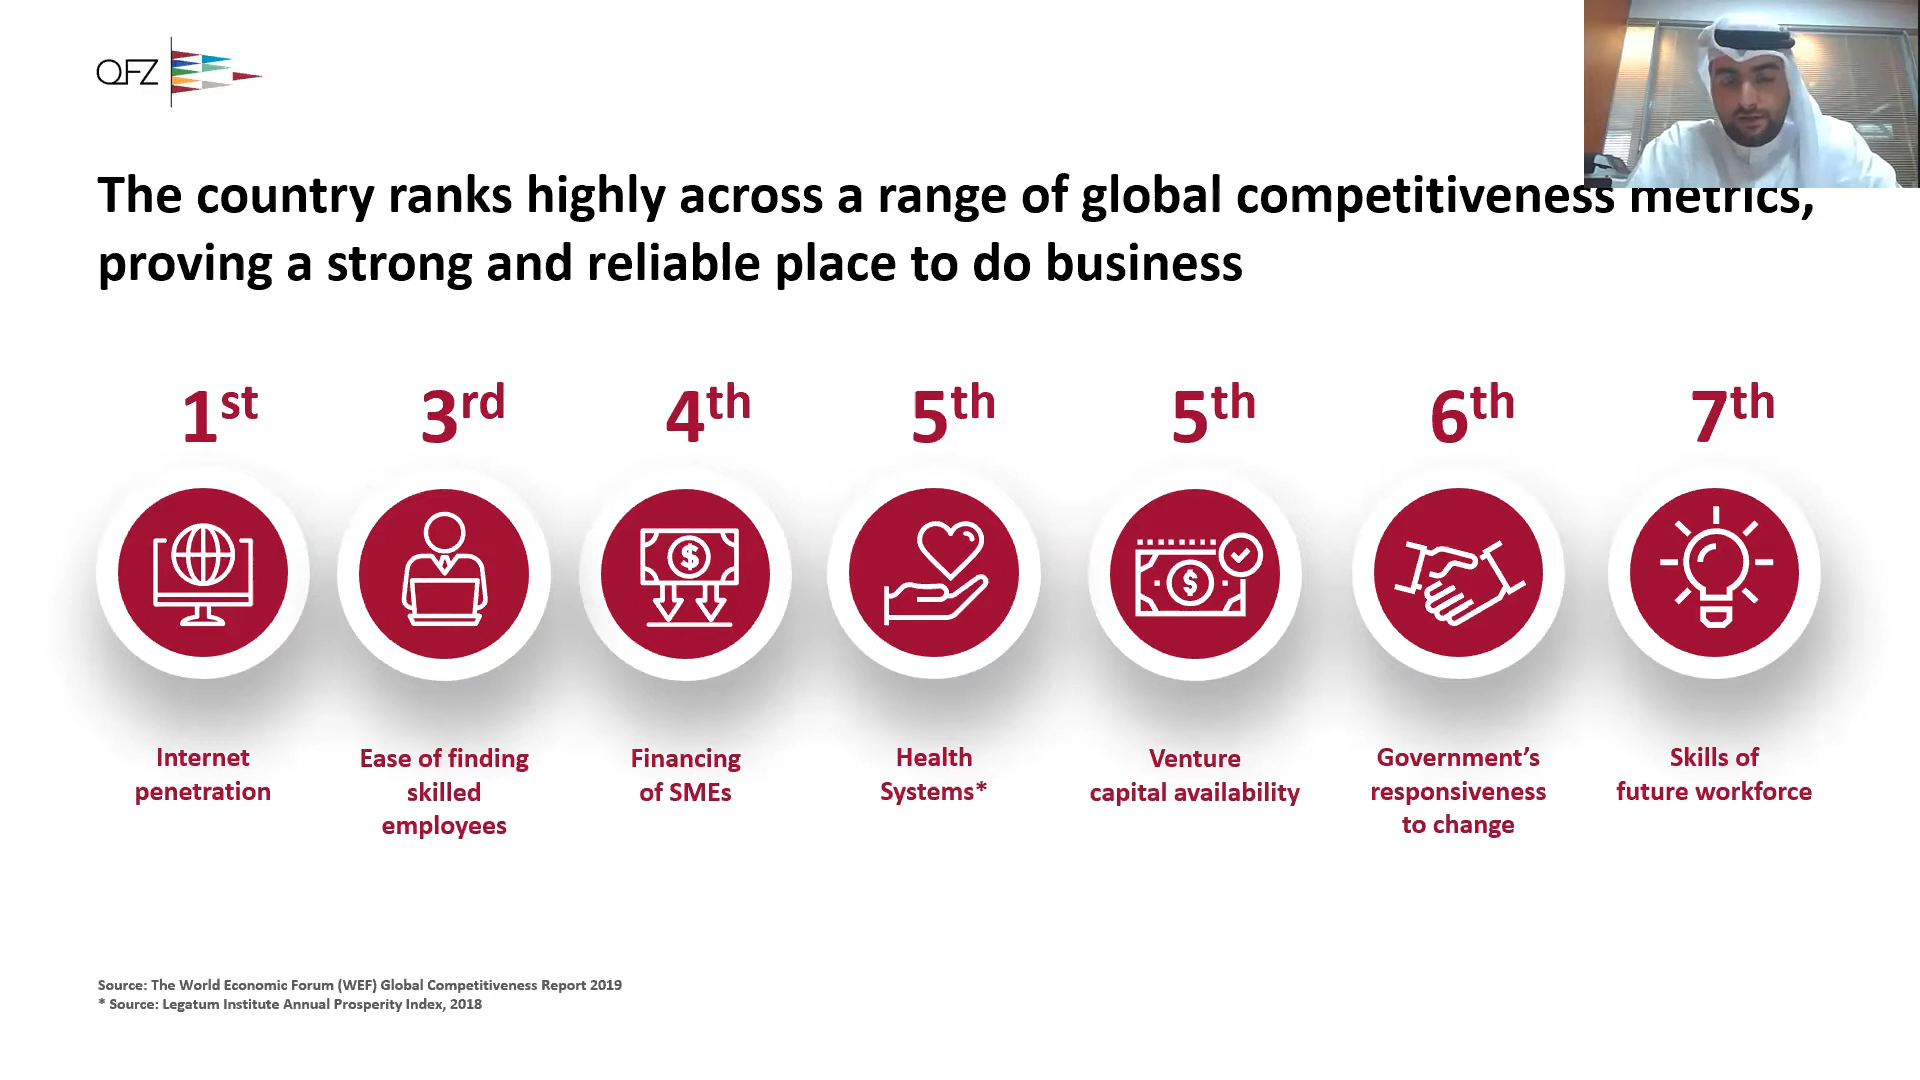 QFZ
The country ranks highly across a range of global competitiveness metrics,
proving a strong and reliable place to do business
1st
3rd
4th
5th
5th
6th
7th
Internet
penetration
Ease of finding
skilled
employees
Financing
of SMEs
Health
Systems*
Venture
capital availability
Government’s
responsiveness
to change
Skills of
future workforce
Source: The World Economic Forum (WEF) Global Competitiveness Report 2019
* Source: Legatum Institute Annual Prosperity Index, 2018